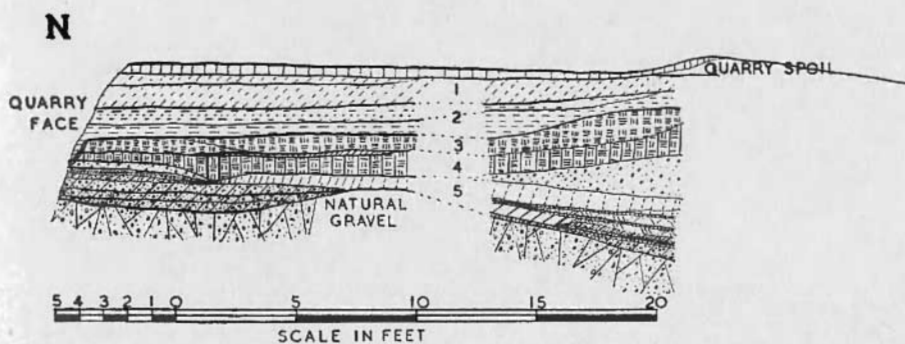 N
QUARRY SPOIL
QUARRY
FACE
1
2
3
4
5
NATURAL
GRAVEL
5 4 3 2 1 0 5 10 15 20
SCALE IN FEET